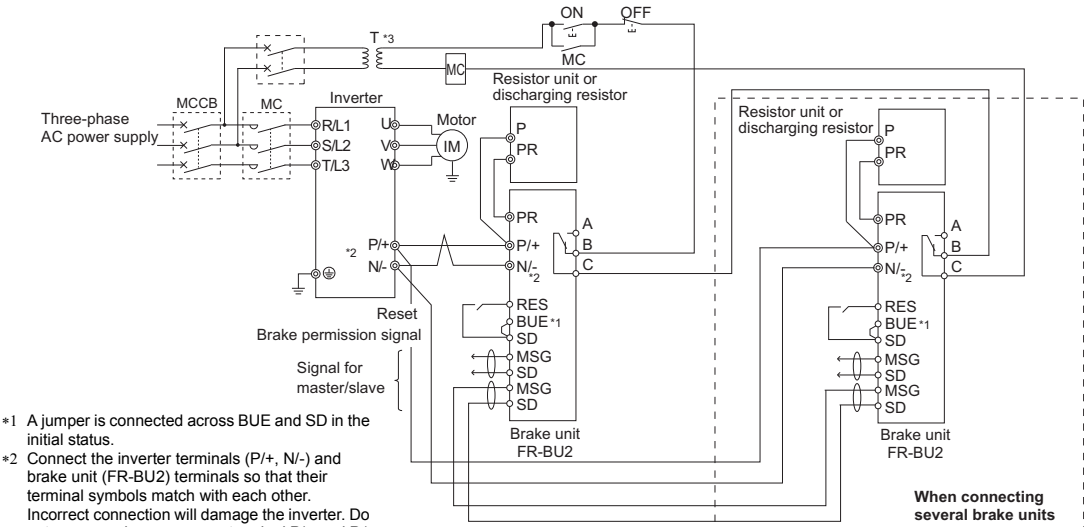 ON OFF
T *3
MC
MC
Resistor unit or
discharging resistor
P
PR
Resistor unit or
discharging resistor
P
PR
MCCB MC Inverter
Three-phase
AC power supply
R/L1
S/L2
T/L3
U
V
W
Motor
IM
*2 P/+
N/-
PR
P/+
N/-
*2
A
B
C
PR
P/+
N/-
*2
A
B
C
Reset
Brake permission signal
Signal for
master/slave
RES
BUE *1
SD
MSG
SD
MSG
SD
Brake unit
FR-BU2
RES
BUE *1
SD
MSG
SD
MSG
SD
Brake unit
FR-BU2
When connecting
several brake units
*1 A jumper is connected across BUE and SD in the
initial status.
*2 Connect the inverter terminals (P/+, N/-) and
brake unit (FR-BU2) terminals so that their
terminal symbols match with each other.
Incorrect connection will damage the inverter. Do